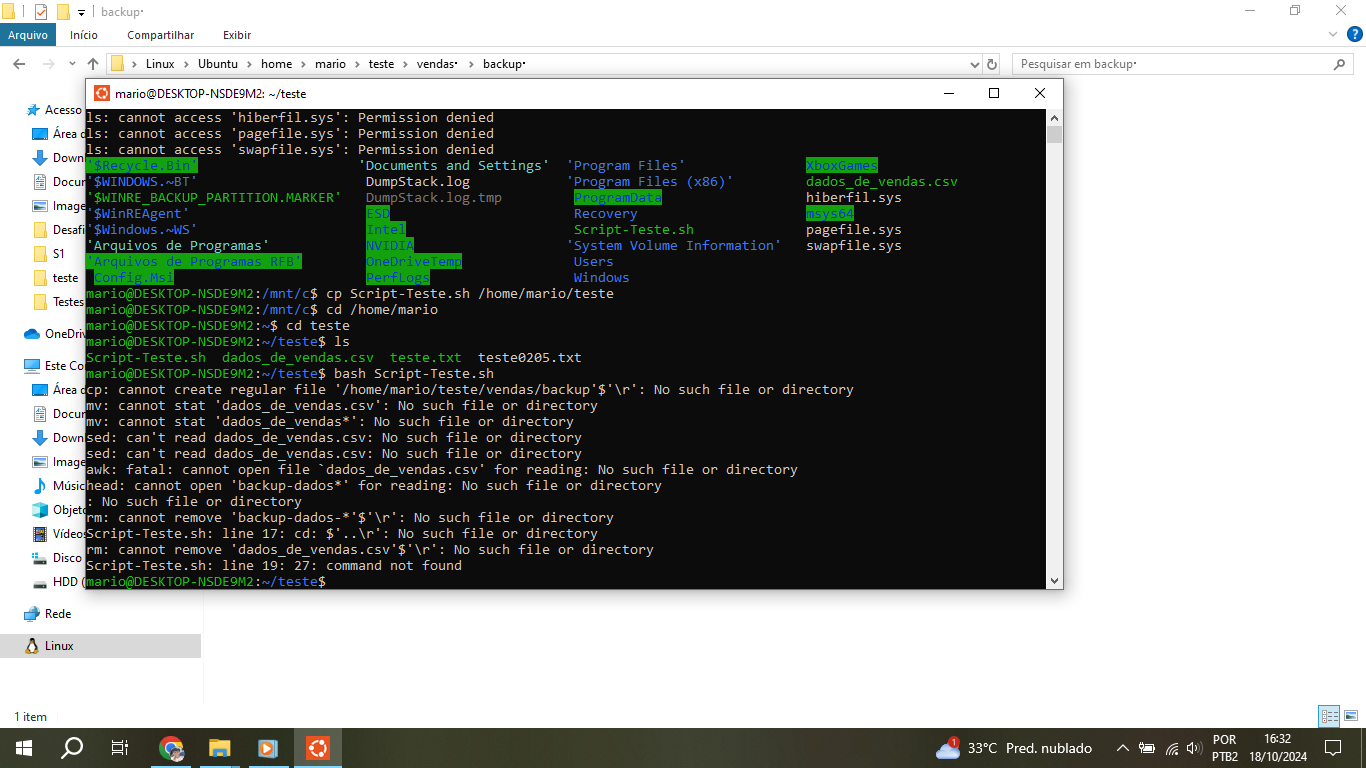 backup·
Arquivo Início Compartilhar Exibir
Linux Ubuntu home mario teste vendas· backup·
Pesquisar em backup·
mario@DESKTOP-NSDE9M2: ~/teste
Acesso
Área d
Down
Docur
Image
Desafi
S1
teste
Testes
OneDriv
Este Co
Área d
Docur
Down
Image
Músic
Objeto
Vídeos
Disco
HDD (
Rede
Linux
ls: cannot access 'hiberfil.sys': Permission denied
ls: cannot access 'pagefile.sys': Permission denied
ls: cannot access 'swapfile.sys': Permission denied
'$Recycle.Bin' 'Documents and Settings' 'Program Files' XboxGames
'$WINDOWS.~BT' DumpStack.log 'Program Files (x86)' dados_de_vendas.csv
'$WINRE_BACKUP_PARTITION.MARKER' DumpStack.log.tmp ProgramData hiberfil.sys
'$WinREAgent' ESD Recovery msys64
'$Windows.~WS' Intel Script-Teste.sh pagefile.sys
'Arquivos de Programas' NVIDIA 'System Volume Information' swapfile.sys
'Arquivos de Programas RFB' OneDriveTemp Users
Config.Msi PerfLogs Windows
mario@DESKTOP-NSDE9M2:/mnt/c$ cp Script-Teste.sh /home/mario/teste
mario@DESKTOP-NSDE9M2:/mnt/c$ cd /home/mario
mario@DESKTOP-NSDE9M2:~$ cd teste
mario@DESKTOP-NSDE9M2:~/teste$ ls
Script-Teste.sh dados_de_vendas.csv teste.txt teste0205.txt
mario@DESKTOP-NSDE9M2:~/teste$ bash Script-Teste.sh
cp: cannot create regular file '/home/mario/teste/vendas/backup'$'\r': No such file or directory
mv: cannot stat 'dados_de_vendas.csv': No such file or directory
mv: cannot stat 'dados_de_vendas*': No such file or directory
sed: can't read dados_de_vendas.csv: No such file or directory
sed: can't read dados_de_vendas.csv: No such file or directory
awk: fatal: cannot open file `dados_de_vendas.csv' for reading: No such file or directory
head: cannot open 'backup-dados*' for reading: No such file or directory
: No such file or directory
rm: cannot remove 'backup-dados-*'$'\r': No such file or directory
Script-Teste.sh: line 17: cd: $'..\r': No such file or directory
rm: cannot remove 'dados_de_vendas.csv'$'\r': No such file or directory
Script-Teste.sh: line 19: 27: command not found
mario@DESKTOP-NSDE9M2:~/teste$
1 item
1
33°C Pred. nublado
POR
PTB2
16:32
18/10/2024